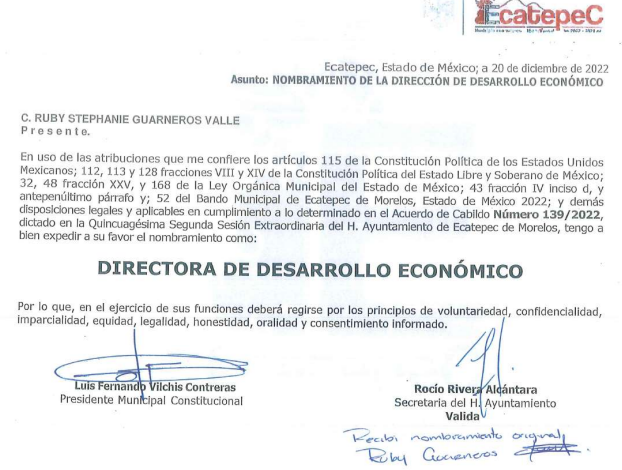 EcatepeC
Ecatepec, Estado de México; a 20 de diciembre de 2022
Asunto: NOMBRAMIENTO DE LA DIRECCIÓN DE DESARROLLO ECONÓMICO
C. RUBY STEPHANIE GUARNEROS VALLE
P r e s e n t e.
En uso de las atribuciones que me confiere los artículos 115 de la Constitución Política de los Estados Unidos
Mexicanos; 112, 113 y 128 fracciones VIII y XIV de la Constitución Política del Estado Libre y Soberano de México;
32, 48 fracción XXV, y 168 de la Ley Orgánica Municipal del Estado de México; 43 fracción IV inciso d, y
antepenúltimo párrafo y; 52 del Bando Municipal de Ecatepec de Morelos, Estado de México 2022; y demás
disposiciones legales y aplicables en cumplimiento a lo determinado en el Acuerdo de Cabildo Número 139/2022,
dictado en la Quincuagésima Segunda Sesión Extraordinaria del H. Ayuntamiento de Ecatepec de Morelos, tengo a
bien expedir a su favor el nombramiento como:
DIRECTORA DE DESARROLLO ECONÓMICO
Por lo que, en el ejercicio de sus funciones deberá regirse por los principios de voluntariedad, confidencialidad,
imparcialidad, equidad, legalidad, honestidad, oralidad y consentimiento informado.
Luis Fernando Vilchis Contreras
Presidente Municipal Constitucional
Rocío Rivera Alcántara
Secretaria del H. Ayuntamiento
Valida
Recibi nombramiento original
Ruby Guarneros